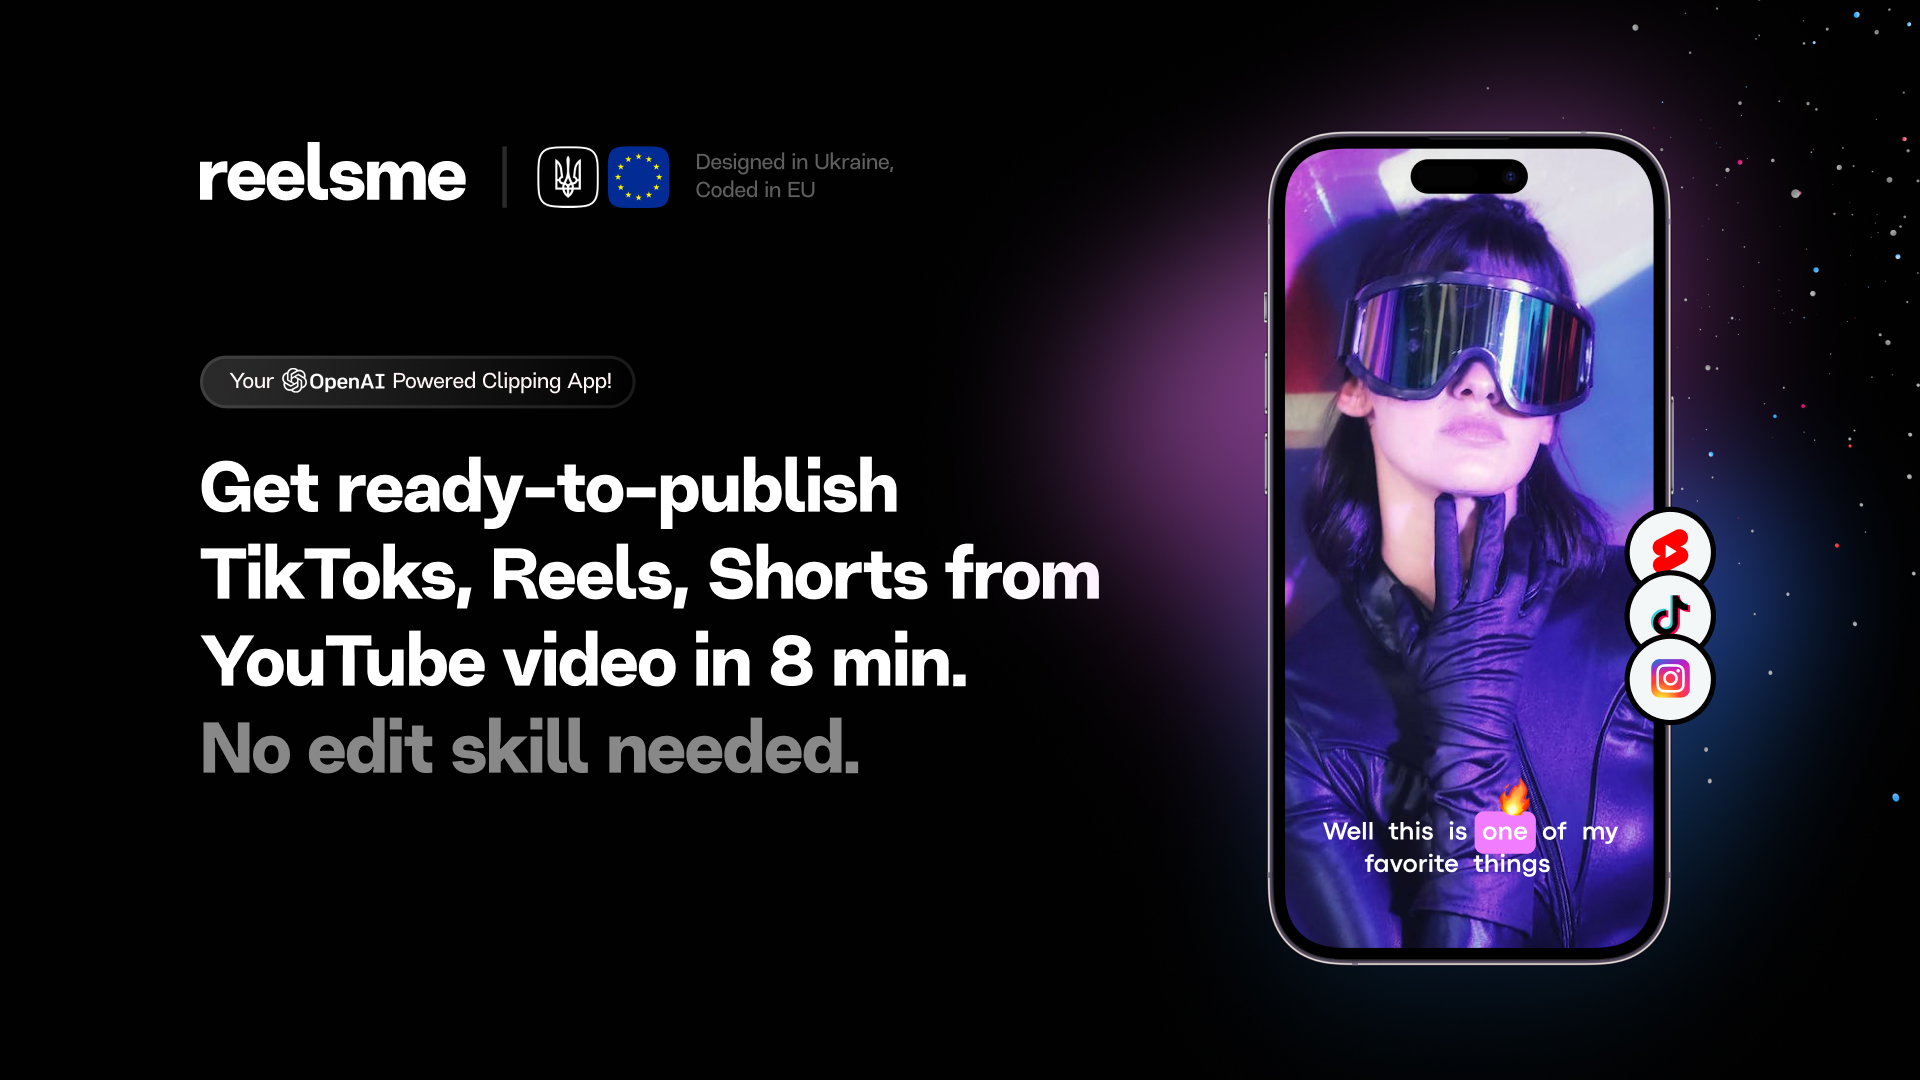 reelsme
Designed in Ukraine,
Coded in EU
Your OpenAI Powered Clipping App!
Get ready-to-publish
TikToks, Reels, Shorts from
YouTube video in 8 min.
No edit skill needed.
Well this is one of my
favorite things